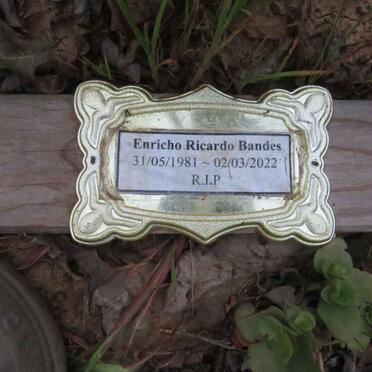 Enricho Ricardo Bandes
31/05/1981 ~ 02/03/2022
R.I.P